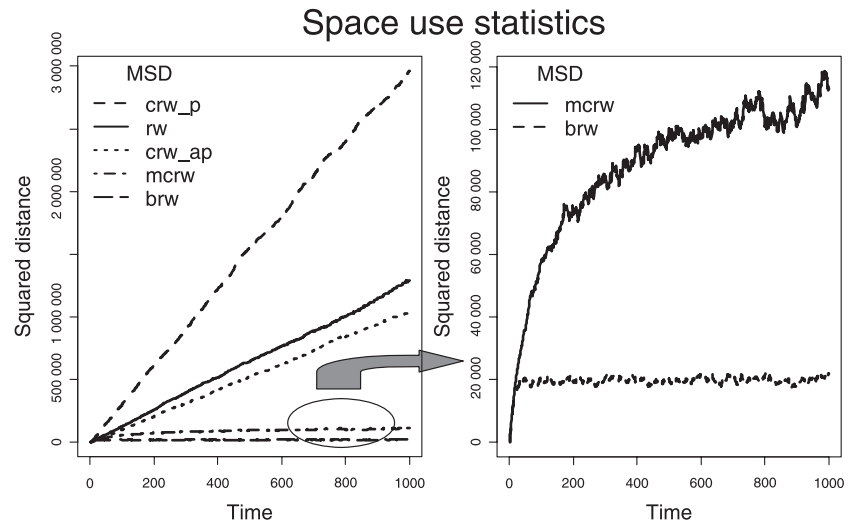 Space use statistics
MSD
crw_p
rw
crw_ap
mcrw
brw
Squared distance
0
500 000
1 000 000
2 000 000
3 000 000
0
200
400
600
800
1000
Time
MSD
mcrw
brw
Squared distance
0
20 000
40 000
60 000
80 000
100 000
120 000
0
200
400
600
800
1000
Time